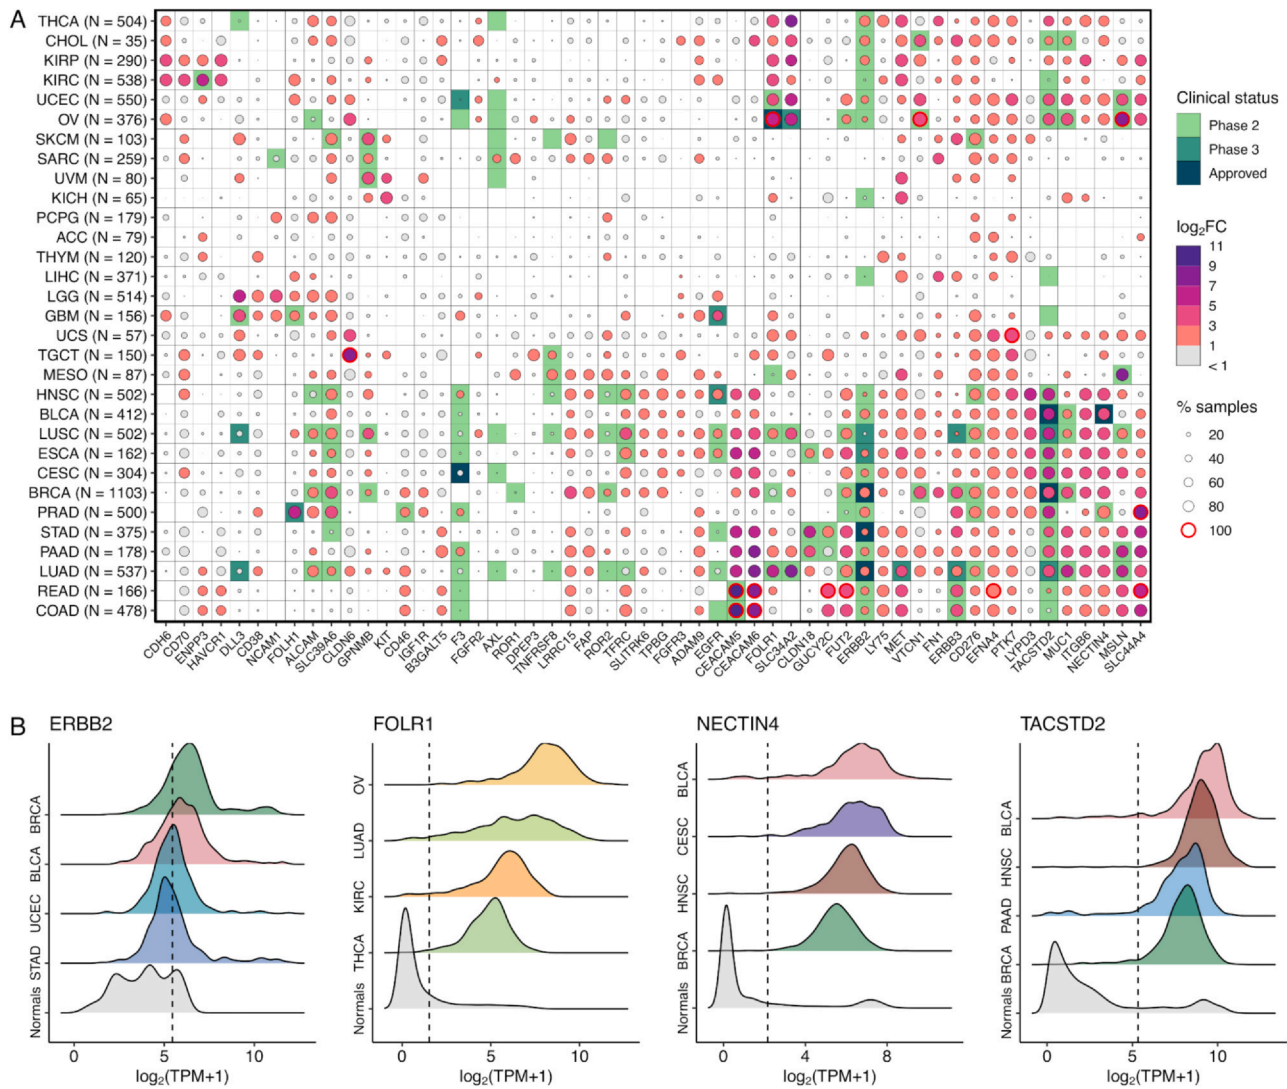 A
THCA (N = 504)
CHOL (N = 35)
KIRP (N = 290)
KIRC (N = 538)
UCEC (N = 550)
OV (N = 376)
SKCM (N = 103)
SARC (N = 259)
UVM (N = 80)
KICH (N = 65)
PCPG (N = 179)
ACC (N = 79)
THYM (N = 120)
LIHC (N = 371)
LGG (N = 514)
GBM (N = 156)
UCS (N = 57)
TGCT (N = 150)
MESO (N = 87)
HNSC (N = 502)
BLCA (N = 412)
LUSC (N = 502)
ESCA (N = 162)
CESC (N = 304)
BRCA (N = 1103)
PRAD (N = 500)
STAD (N = 375)
PAAD (N = 178)
LUAD (N = 537)
READ (N = 166)
COAD (N = 478)
CDH6
CD70
ENPP3
HAVCR1
DLL3
CD38
NCAM1
FOLH1
ALCAM
SLC39A6
CLDN6
GPNMB
KIT
CD46
IGF1R
B3GALT5
F3
FGFR2
AXL
ROR1
DPEP3
TNFRSF8
LRRC15
FAP
ROR2
TFRC
SLITRK6
TPBG
FGFR3
ADAM9
EGFR
CEACAM5
CEACAM6
FOLR1
SLC34A2
CLDN18
GUCY2C
FUT2
ERBB2
LY75
MET
VTCN1
FN1
ERBB3
CD276
EFNA4
PTK7
LYPD3
TACSTD2
MUC1
ITGB6
NECTIN4
MSLN
SLC44A4
Clinical status
Phase 2
Phase 3
Approved
log₂FC
11
9
7
5
3
1
< 1
% samples
20
40
60
80
100
B
ERBB2
BRCA
BLCA
UCEC
STAD
Normals
0 5 10
log₂(TPM+1)
FOLR1
OV
LUAD
KIRC
THCA
Normals
0 5 10
log₂(TPM+1)
NECTIN4
BLCA
CESC
HNSC
BRCA
Normals
0 4 8
log₂(TPM+1)
TACSTD2
BLCA
HNSC
PAAD
BRCA
Normals
0 5 10
log₂(TPM+1)